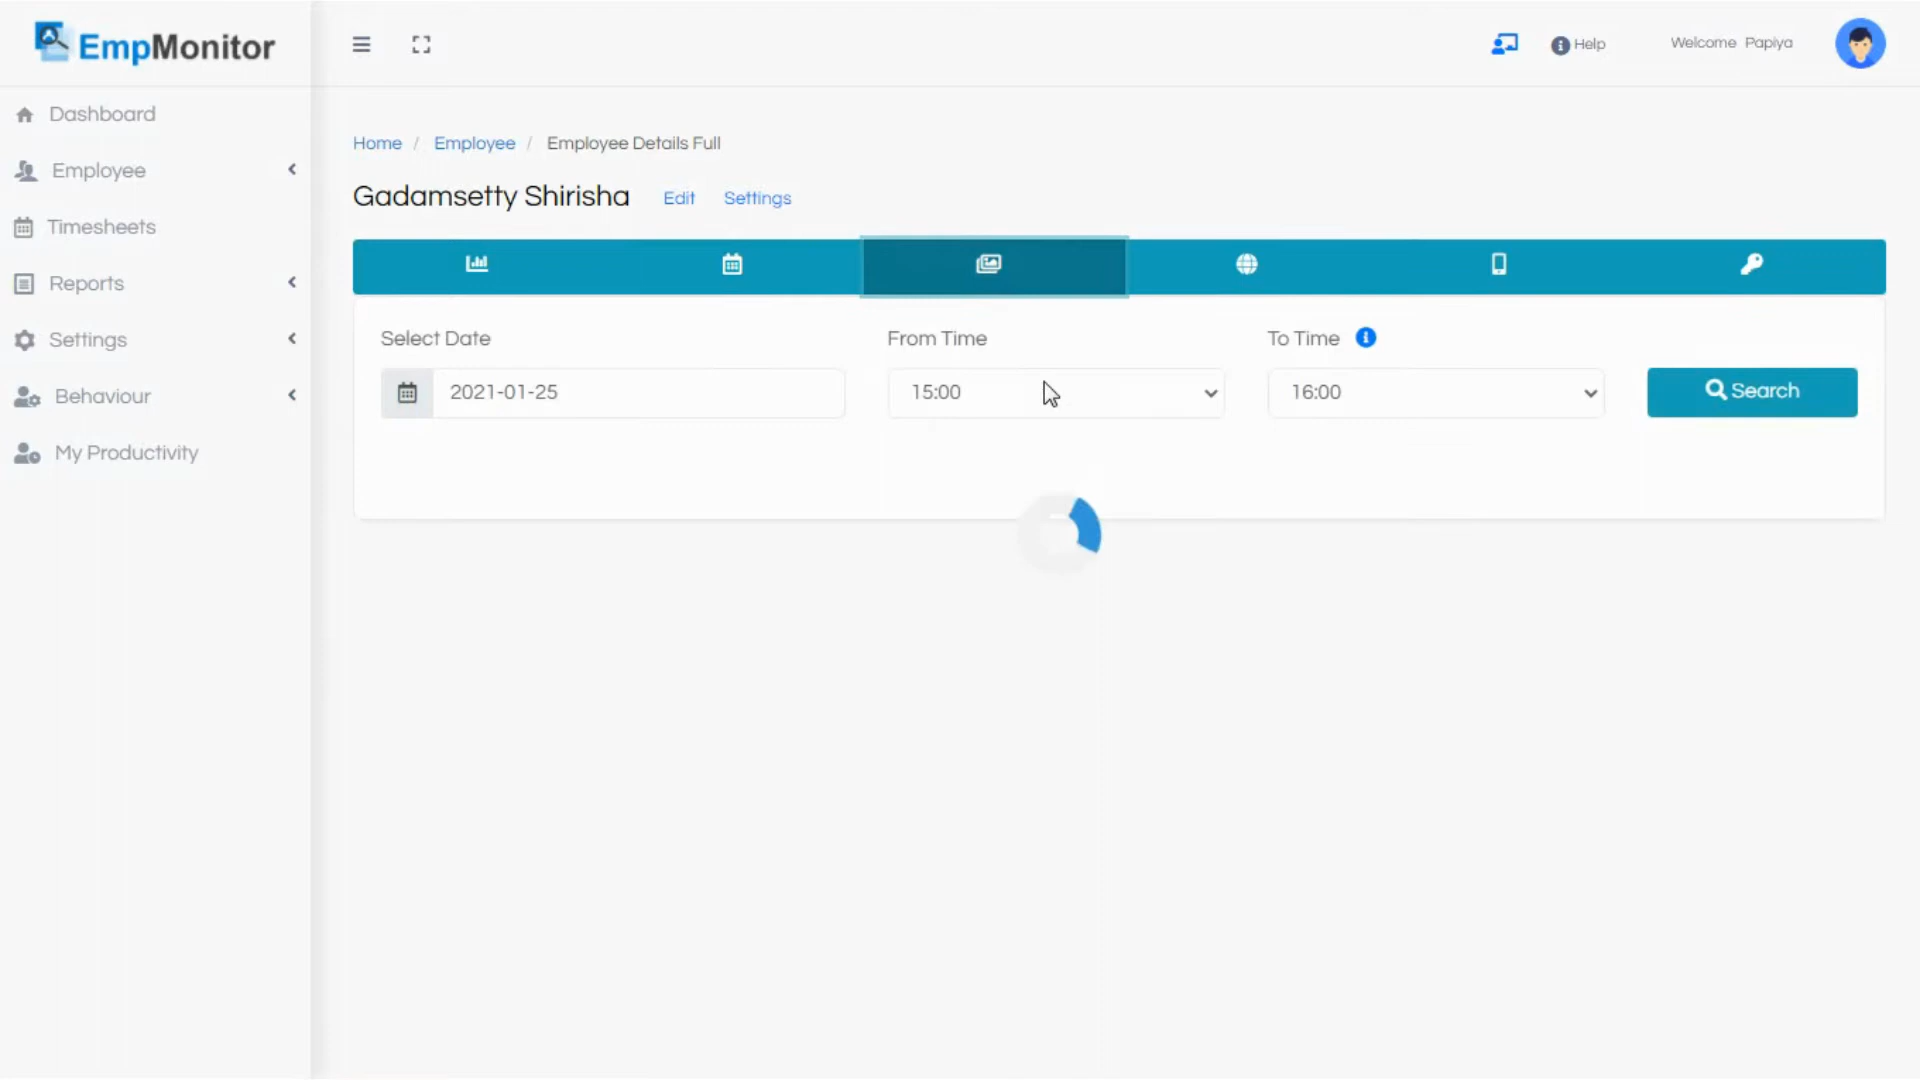 EmpMonitor
Help
Welcome Papiya
Dashboard
Employee
Timesheets
Reports
Settings
Behaviour
My Productivity
Home / Employee / Employee Details Full
Gadamsetty Shirisha Edit Settings
Select Date From Time To Time
2021-01-25 15:00 16:00 Search